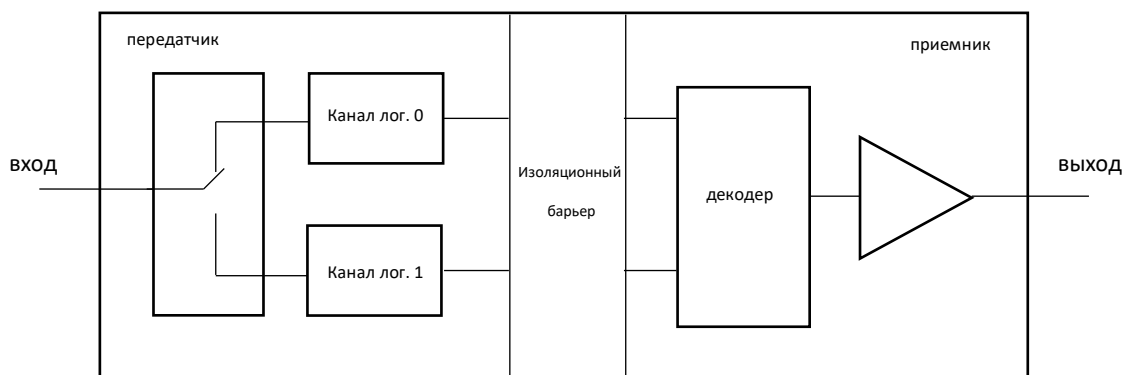 передатчик
приемник
Канал лог. 0
вход
Изоляционный
барьер
декодер
выход
Канал лог. 1